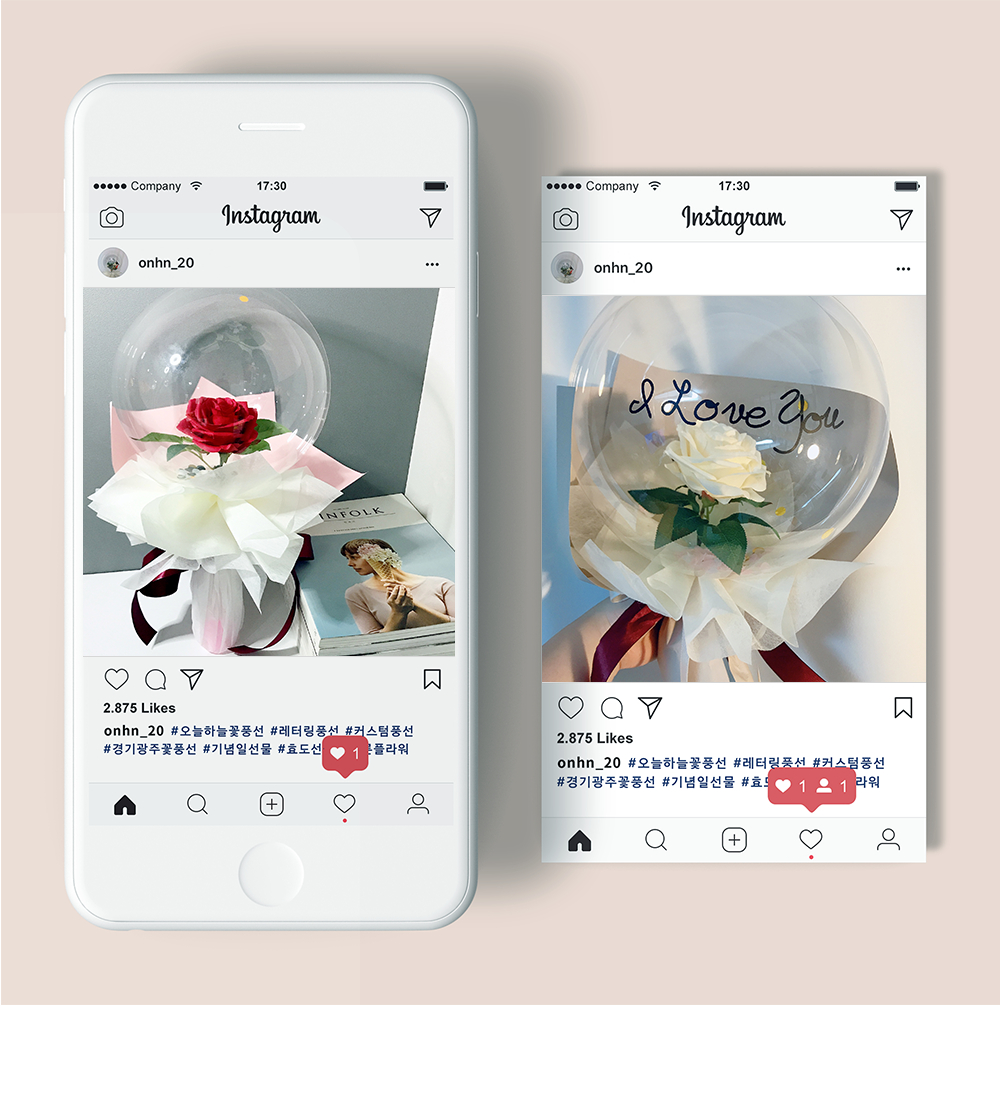 Company 17:30
Instagram
onhn_20
INFOLK
2.875 Likes
onhn_20 #오늘하늘꽃풍선 #레터링풍선 #커스텀풍선
#경기광주꽃풍선 #기념일선물 #효도선 플라워
1
Company 17:30
Instagram
onhn_20
I Love You
2.875 Likes
onhn_20 #오늘하늘꽃풍선 #레터링풍선 #커스텀풍선
#경기광주꽃풍선 #기념일선물 라워
1 1